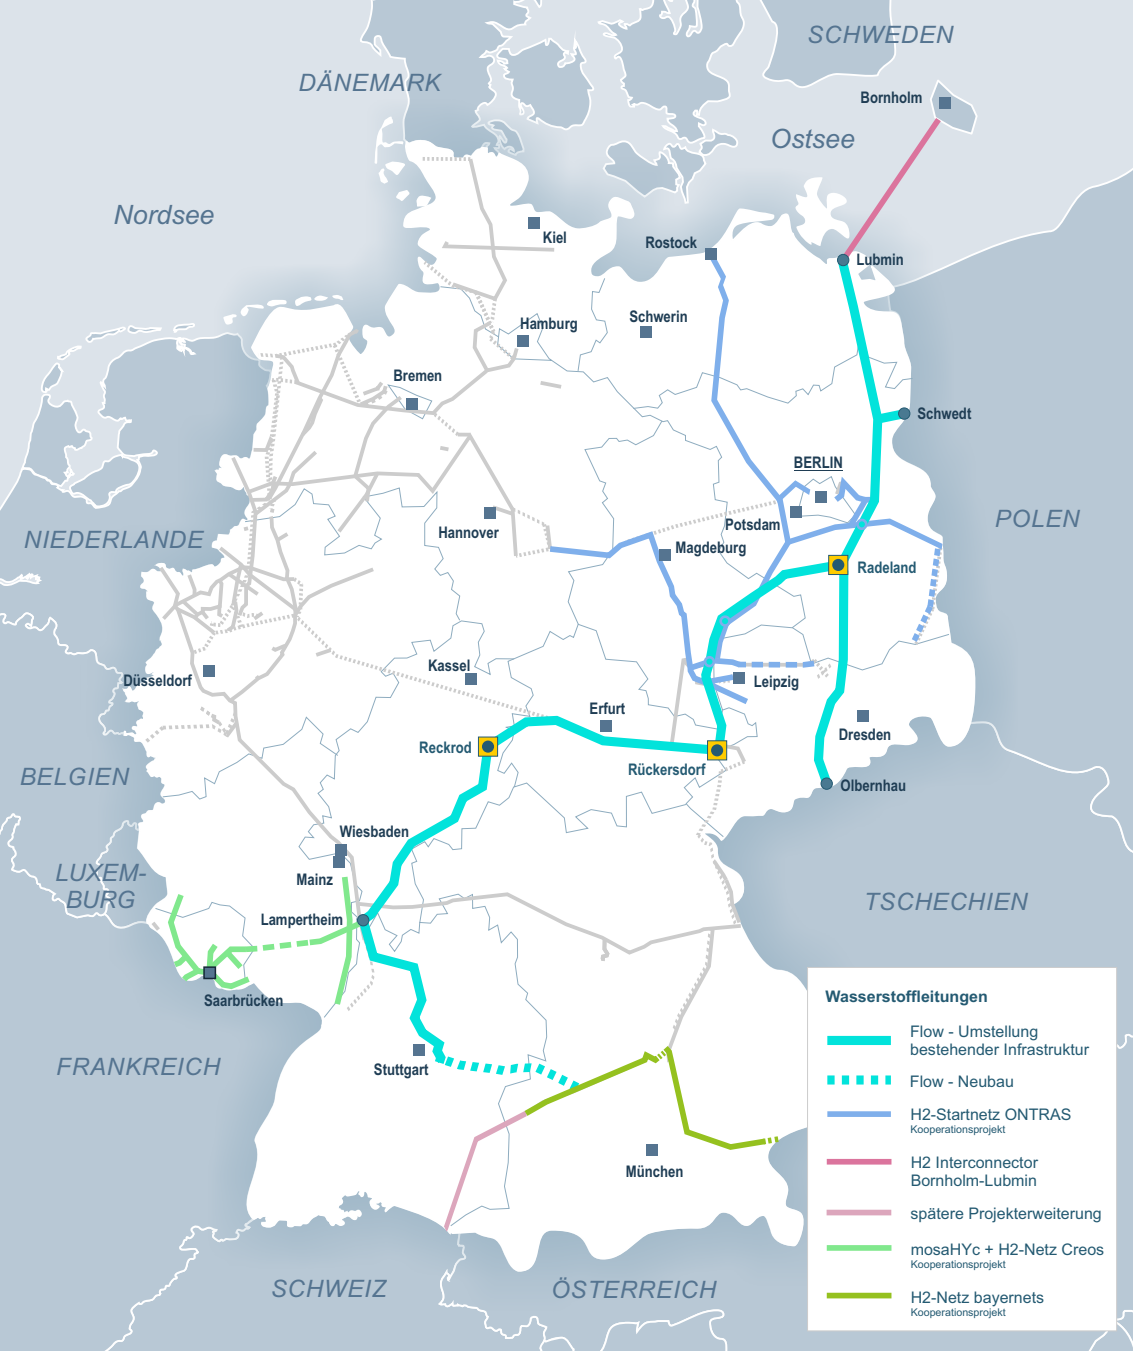 SCHWEDEN
DÄNEMARK
Bornholm
Ostsee
Nordsee
Kiel
Rostock
Lubmin
Schwerin
Hamburg
Bremen
Schwedt
BERLIN
Hannover
Potsdam
POLEN
NIEDERLANDE
Magdeburg
Radeland
Kassel
Düsseldorf
Leipzig
Erfurt
Dresden
Reckrod
Rückersdorf
BELGIEN
Olbernhau
Wiesbaden
Mainz
LUXEM-
BURG
TSCHECHIEN
Lampertheim
Saarbrücken
FRANKREICH
Stuttgart
München
SCHWEIZ
ÖSTERREICH
Wasserstoffleitungen
Flow - Umstellung
bestehender Infrastruktur
Flow - Neubau
H2-Startnetz ONTRAS
Kooperationsprojekt
H2 Interconnector
Bornholm-Lubmin
spätere Projekterweiterung
mosaHYc + H2-Netz Creos
Kooperationsprojekt
H2-Netz bayernets
Kooperationsprojekt